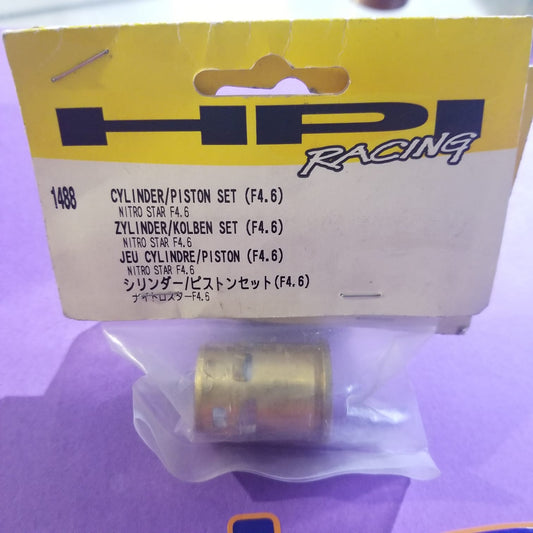 HPI
RACING
1488 CYLINDER/PISTON SET (F4.6)
NITRO STAR F4.6
ZYLINDER/KOLBEN SET (F4.6)
NITRO STAR F4.6
JEU CYLINDRE/PISTON (F4.6)
NITRO STAR F4.6
シリンダー/ピストンセット(F4.6)
ナイトロスターF4.6